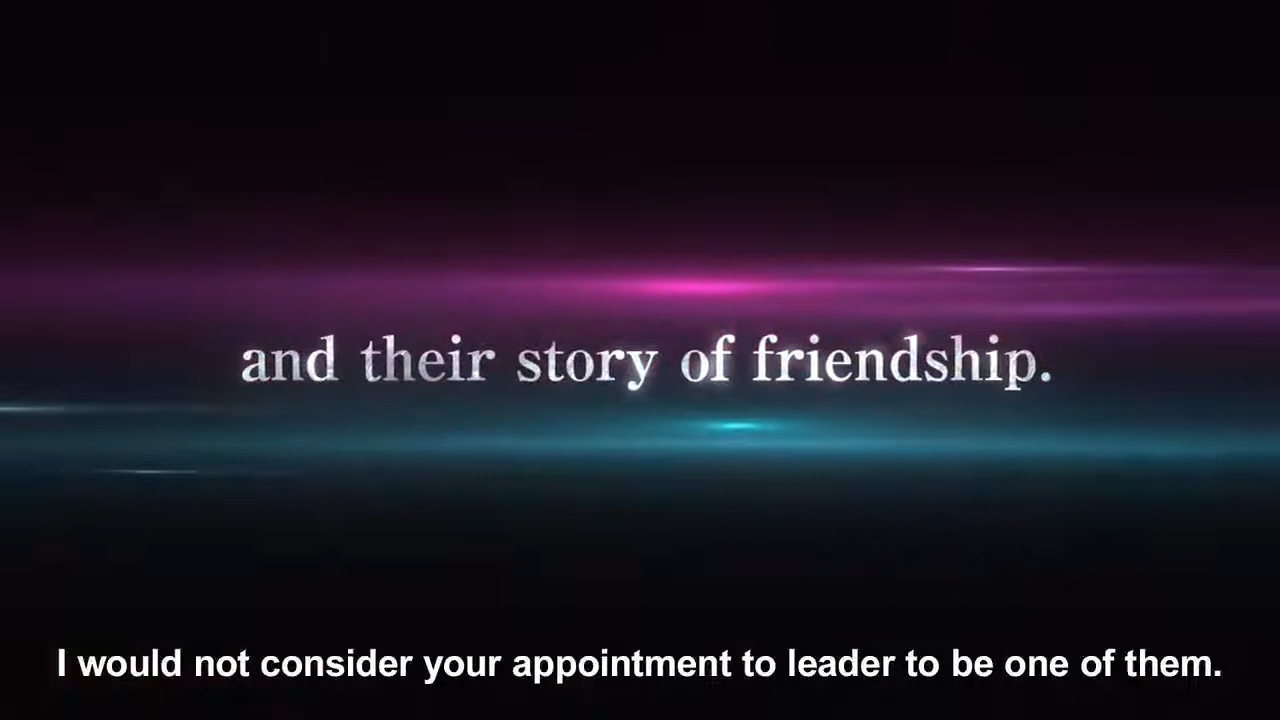 and their story of friendship.
I would not consider your appointment to leader to be one of them.